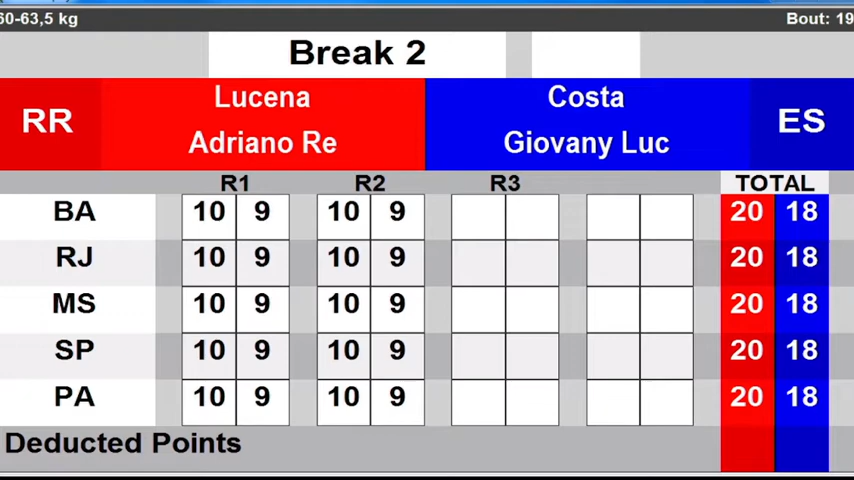 60-63,5 kg Bout: 19
Break 2
RR Lucena Costa ES
Adriano Re Giovany Luc
R1 R2 R3 TOTAL
BA 10 9 10 9 20 18
RJ 10 9 10 9 20 18
MS 10 9 10 9 20 18
SP 10 9 10 9 20 18
PA 10 9 10 9 20 18
Deducted Points